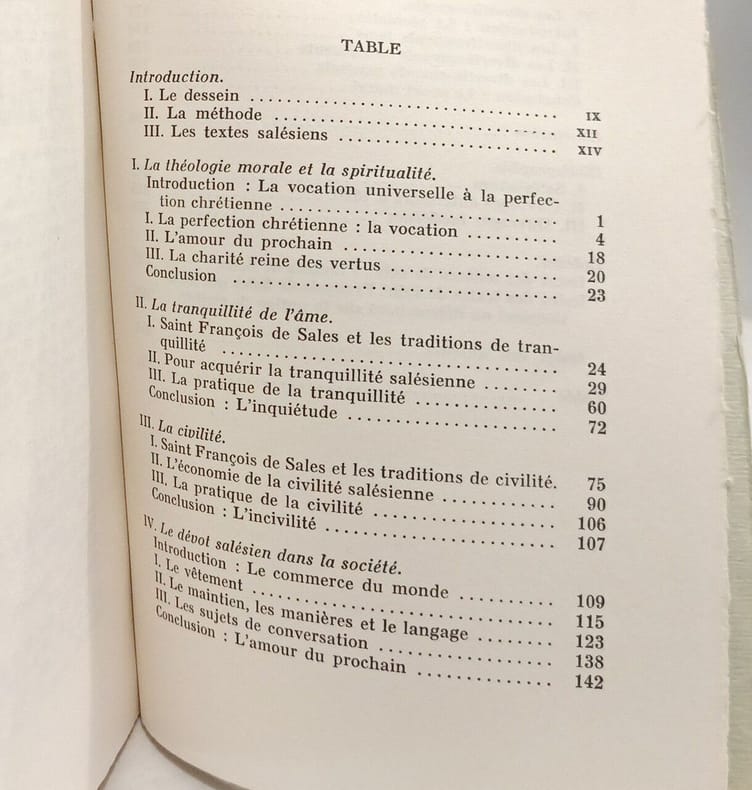 TABLE
Introduction.
I. Le dessein .......... IX
II. La méthode .......... XII
III. Les textes salésiens .......... XIV
I. La théologie morale et la spiritualité.
Introduction : La vocation universelle à la perfec-
tion chrétienne .......... 1
I. La perfection chrétienne : la vocation .......... 4
II. L'amour du prochain .......... 18
III. La charité reine des vertus .......... 20
Conclusion .......... 23
II. La tranquillité de l'âme.
I. Saint François de Sales et les traditions de tran-
quillité .......... 24
II. Pour acquérir la tranquillité salésienne ........ 29
III. La pratique de la tranquillité .......... 60
Conclusion : L'inquiétude .......... 72
III. La civilité.
I. Saint François de Sales et les traditions de civilité. 75
II. L'économie de la civilité salésienne .......... 90
III. La pratique de la civilité .......... 106
Conclusion : L'incivilité .......... 107
IV. Le dévot salésien dans la société.
Introduction : Le commerce du monde .......... 109
I. Le vêtement .......... 115
II. Le maintien, les manières et le langage ........ 123
III. Les sujets de conversation .......... 138
Conclusion : L'amour du prochain .......... 142